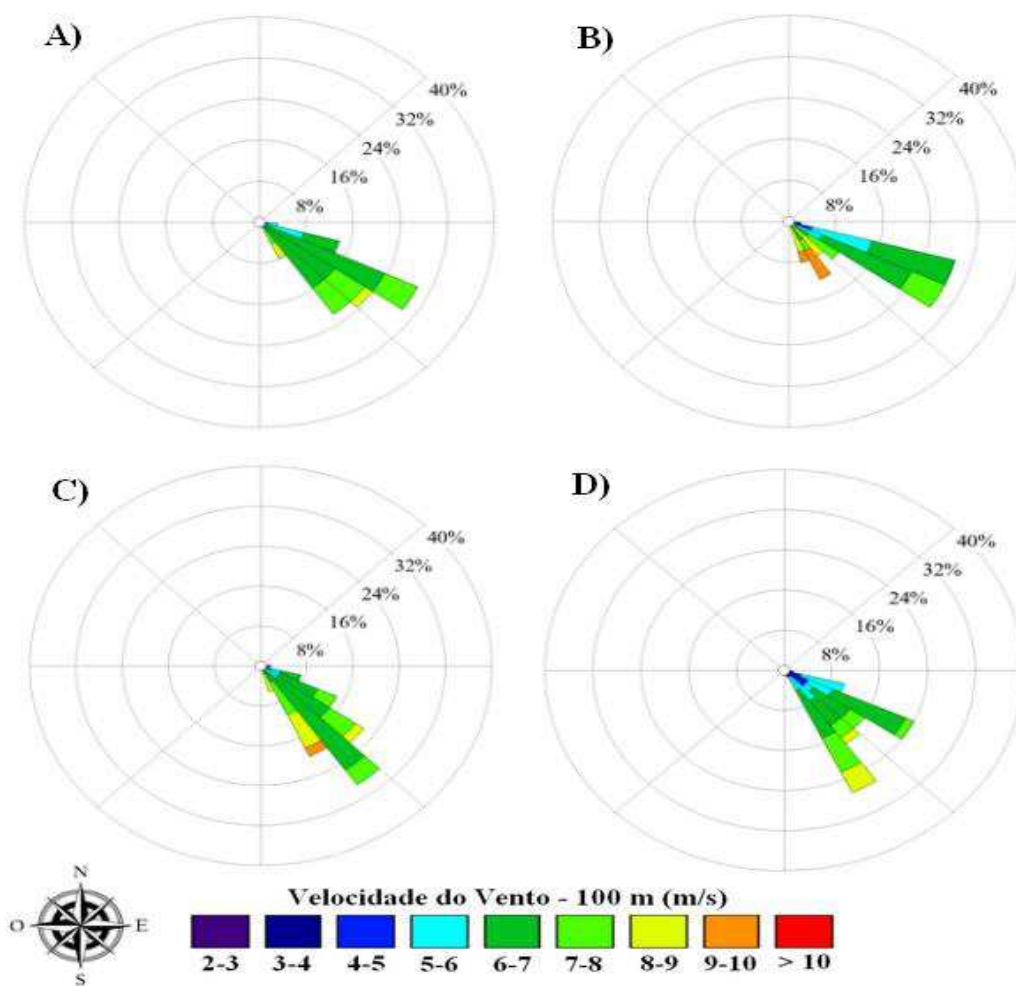 A)
B)
40%
32%
24%
16%
8%
40%
32%
24%
16%
8%
C)
D)
40%
32%
24%
16%
8%
40%
32%
24%
16%
8%
N
O
E
S
Velocidade do Vento - 100 m (m/s)
2-3 3-4 4-5 5-6 6-7 7-8 8-9 9-10 > 10